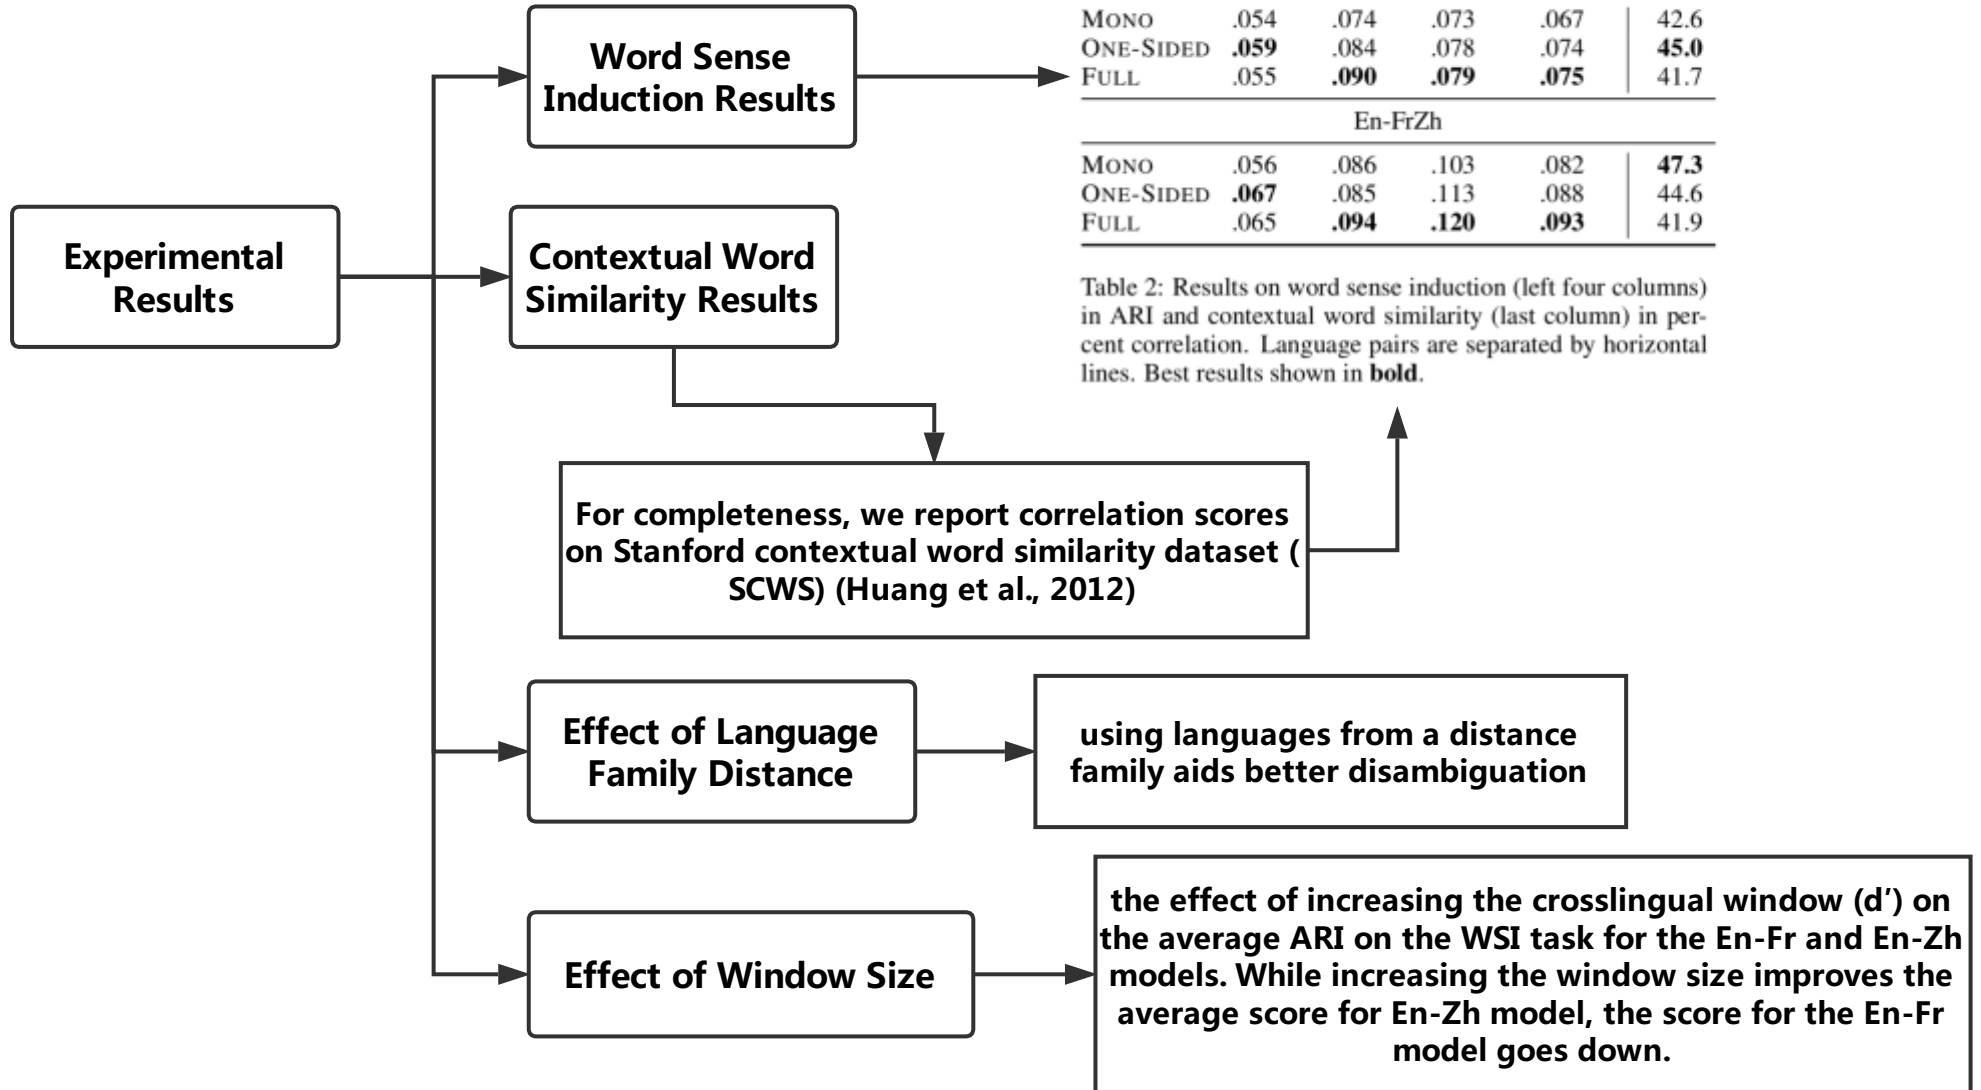 MONO .054 .074 .073 .067 42.6
ONE-SIDED .059 .084 .078 .074 45.0
FULL .055 .090 .079 .075 41.7
En-FrZh
MONO .056 .086 .103 .082 47.3
ONE-SIDED .067 .085 .113 .088 44.6
FULL .065 .094 .120 .093 41.9
Table 2: Results on word sense induction (left four columns)
in ARI and contextual word similarity (last column) in per-
cent correlation. Language pairs are separated by horizontal
lines. Best results shown in bold.
Word Sense
Induction Results
Experimental
Results
Contextual Word
Similarity Results
For completeness, we report correlation scores
on Stanford contextual word similarity dataset (
SCWS) (Huang et al., 2012)
Effect of Language
Family Distance
using languages from a distance
family aids better disambiguation
Effect of Window Size
the effect of increasing the crosslingual window (d′) on
the average ARI on the WSI task for the En-Fr and En-Zh
models. While increasing the window size improves the
average score for En-Zh model, the score for the En-Fr
model goes down.